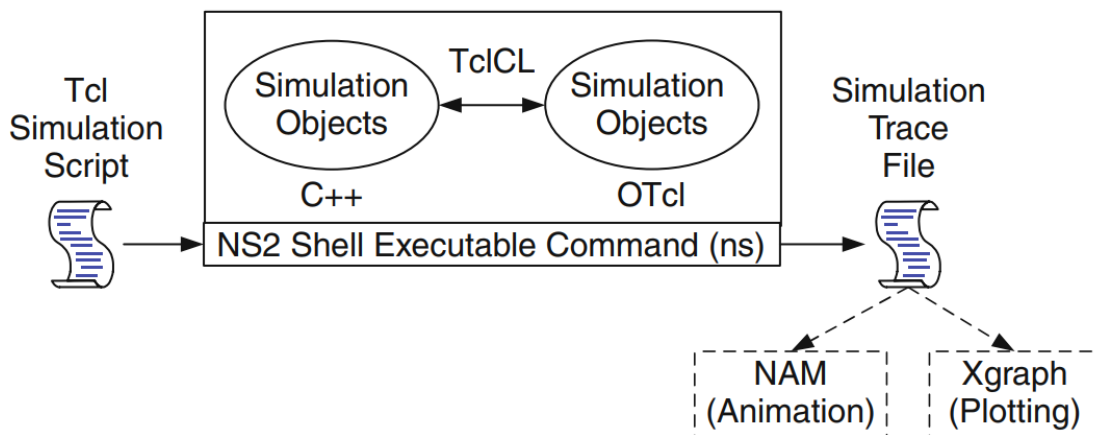 Tcl
Simulation
Script
Simulation
Objects
TclCL
Simulation
Objects
C++
OTcl
NS2 Shell Executable Command (ns)
Simulation
Trace
File
NAM
(Animation)
Xgraph
(Plotting)